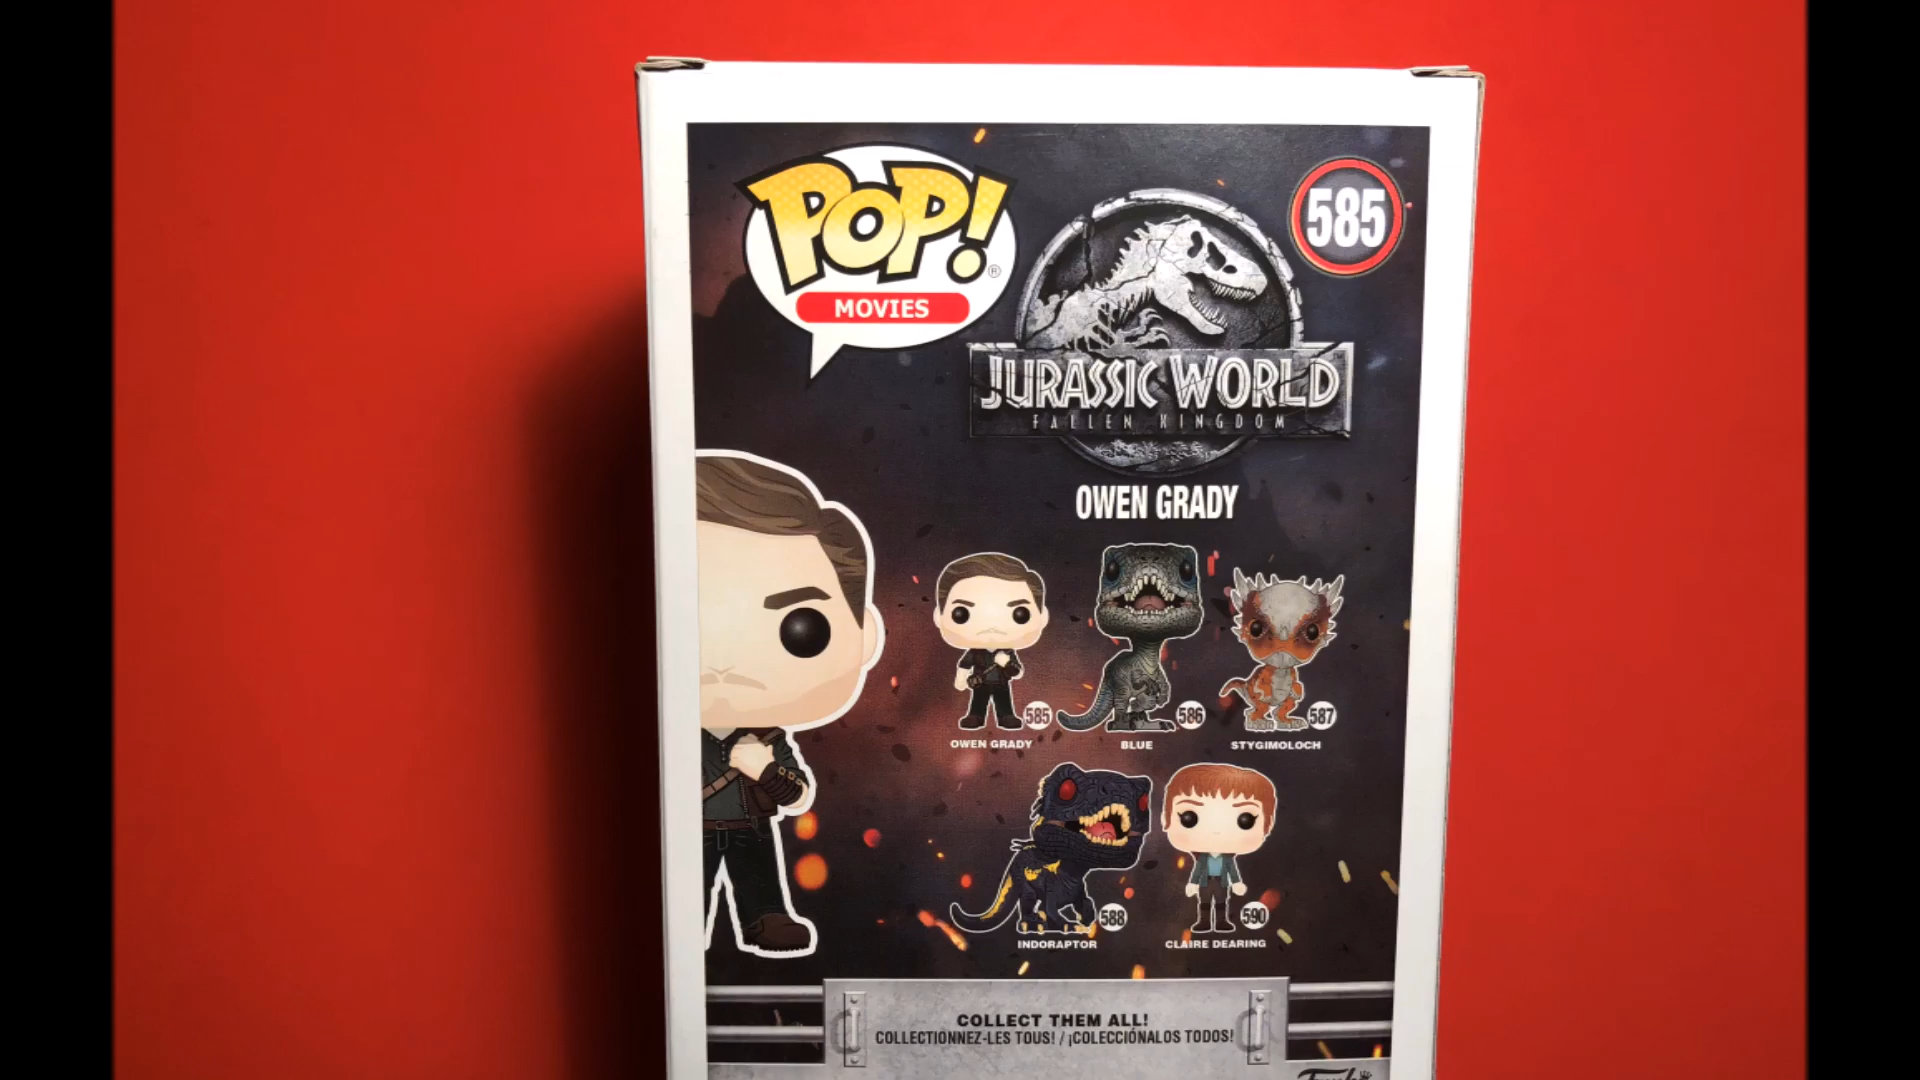 POP!®
MOVIES
585
JURASSIC WORLD
FALLEN KINGDOM
OWEN GRADY
585
586
587
OWEN GRADY
BLUE
STYGIMOLOCH
588
590
INDORAPTOR
CLAIRE DEARING
COLLECT THEM ALL!
COLLECTIONNEZ-LES TOUS! / ¡COLECCIÓNALOS TODOS!
Funko